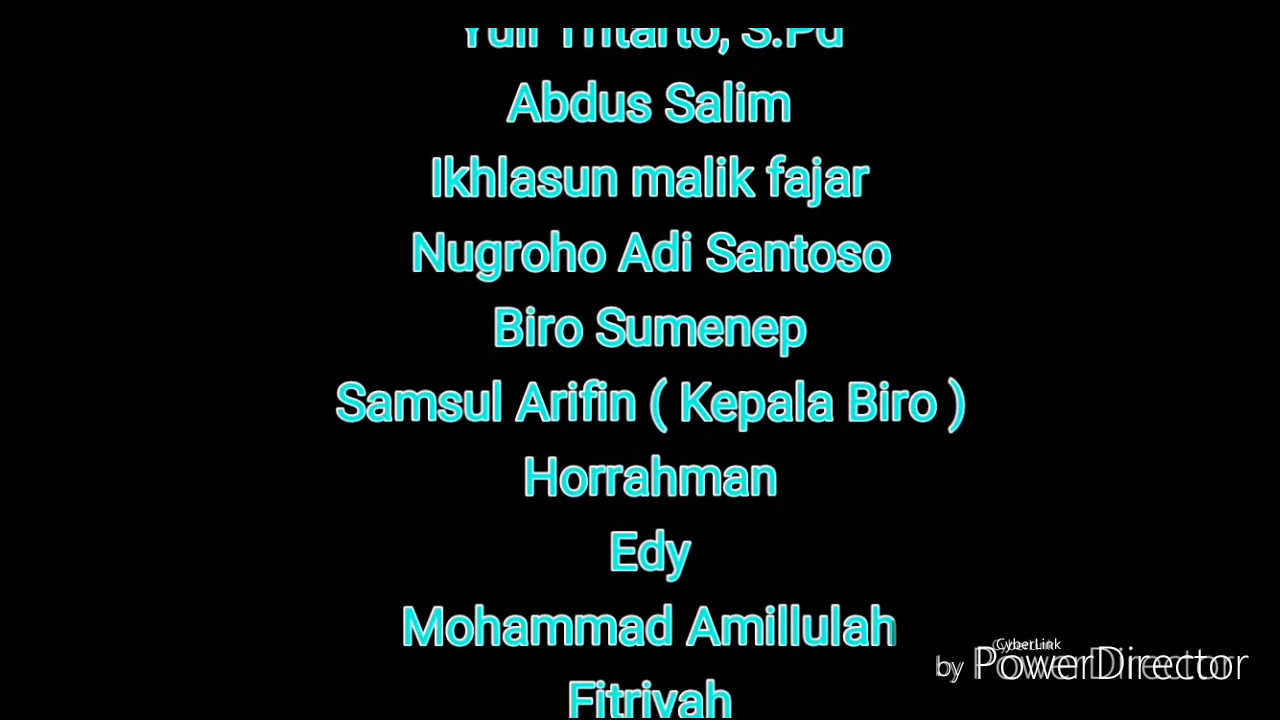 S.Pd
Abdus Salim
Ikhlasun malik fajar
Nugroho Adi Santoso
Biro Sumenep
Samsul Arifin ( Kepala Biro )
Horrahman
Edy
Mohammad Amillulah
Fitriyah
CyberLink
by PowerDirector